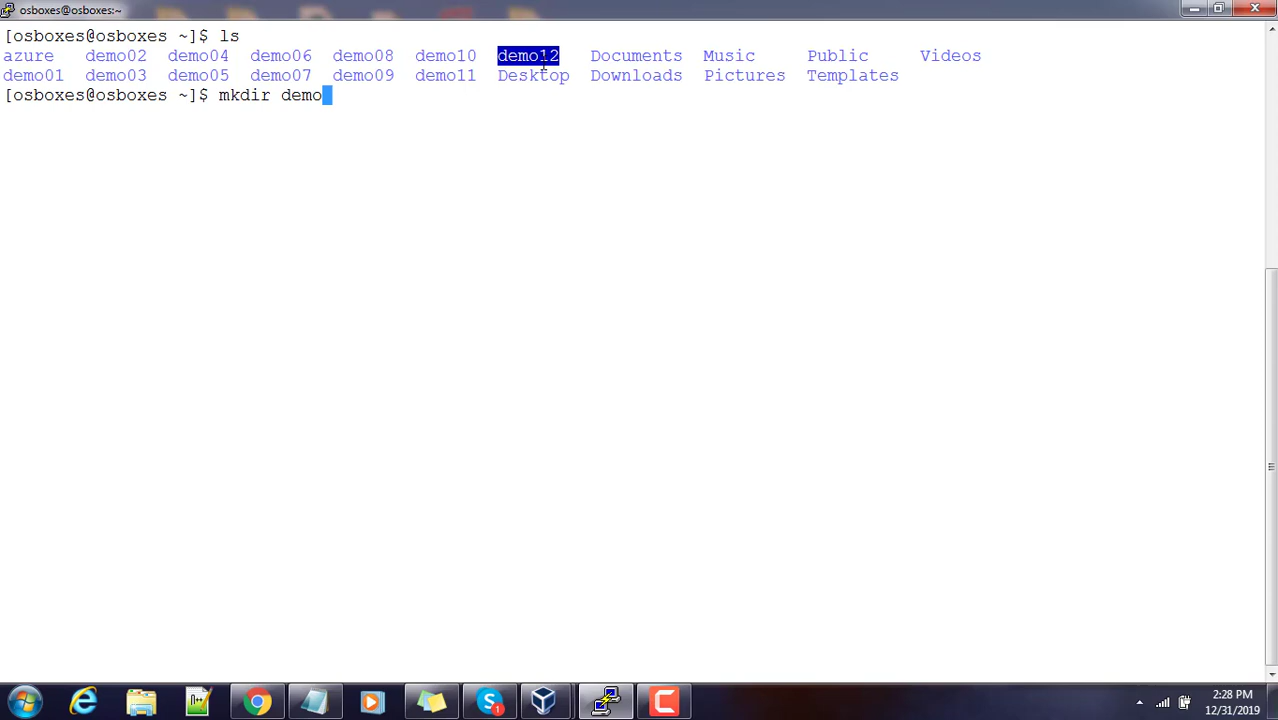 osboxes@osboxes:~
[osboxes@osboxes ~]$ ls
azure demo02 demo04 demo06 demo08 demo10 demo12 Documents Music Public Videos
demo01 demo03 demo05 demo07 demo09 demo11 Desktop Downloads Pictures Templates
[osboxes@osboxes ~]$ mkdir demo
2:28 PM
12/31/2019